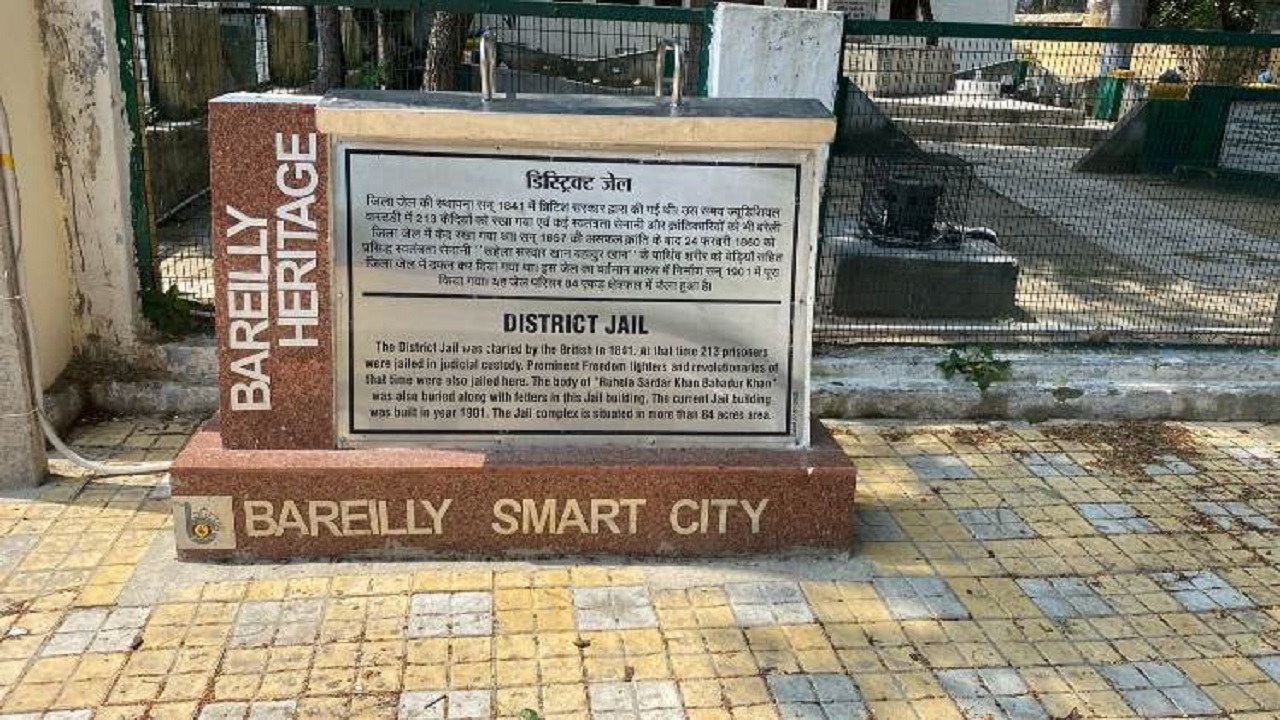 BAREILLY
HERITAGE
डिस्ट्रिक्ट जेल
जिला जेल की स्थापना सन् 1841 में ब्रिटिश सरकार द्वारा की गई थी। उस समय ज्यूडिशियल
कस्टडी में 213 कैदियों को रखा गया एवं कई स्वतंत्रता सेनानी और क्रांतिकारियों को भी बरेली
जिला जेल में कैद रखा गया था। सन् 1857 की असफल क्रांति के बाद 24 फरवरी 1860 को
प्रसिद्ध स्वतंत्रता सेनानी "रूहेला सरदार खान बहादुर खान" के पार्थिव शरीर को बेड़ियों सहित
जिला जेल में दफन कर दिया गया था। इस जेल का वर्तमान प्रारूप में निर्माण सन् 1901 में पूरा
किया गया। यह जेल परिसर 64 एकड़ क्षेत्रफल में फैला हुआ है।
DISTRICT JAIL
The District Jail was started by the British in 1841. At that time 213 prisoners
were jailed in judicial custody. Prominent Freedom fighters and revolutionaries of
that time were also jailed here. The body of "Ruhela Sardar Khan Bahadur Khan"
was also buried along with fetters in this Jail building. The current Jail building
was built in year 1901. The Jail complex is situated in more than 64 acres area.
BAREILLY SMART CITY